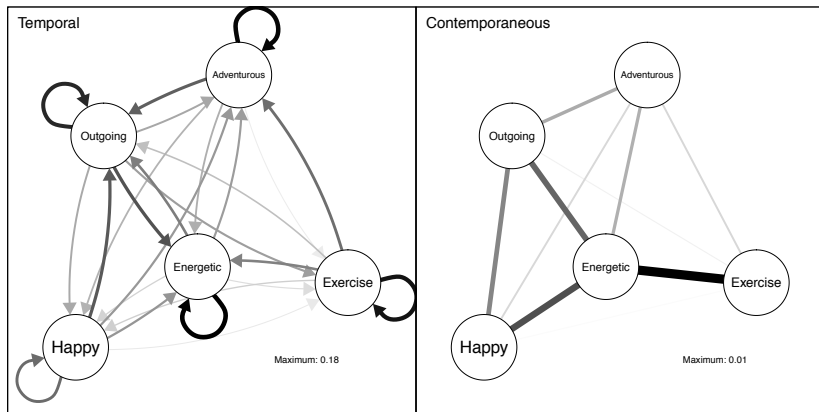 Temporal
Adventurous
Outgoing
Energetic
Exercise
Happy
Maximum: 0.18
Contemporaneous
Adventurous
Outgoing
Energetic
Exercise
Happy
Maximum: 0.01